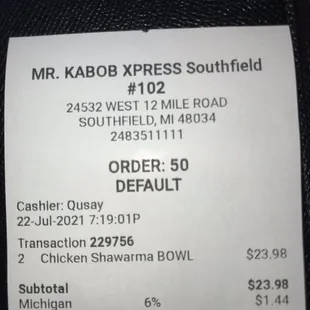 MR. KABOB XPRESS Southfield
#102
24532 WEST 12 MILE ROAD
SOUTHFIELD, MI 48034
2483511111
ORDER: 50
DEFAULT
Cashier: Qusay
22-Jul-2021 7:19:01P
Transaction 229756
2 Chicken Shawarma BOWL $23.98
Subtotal $23.98
Michigan 6% $1.44